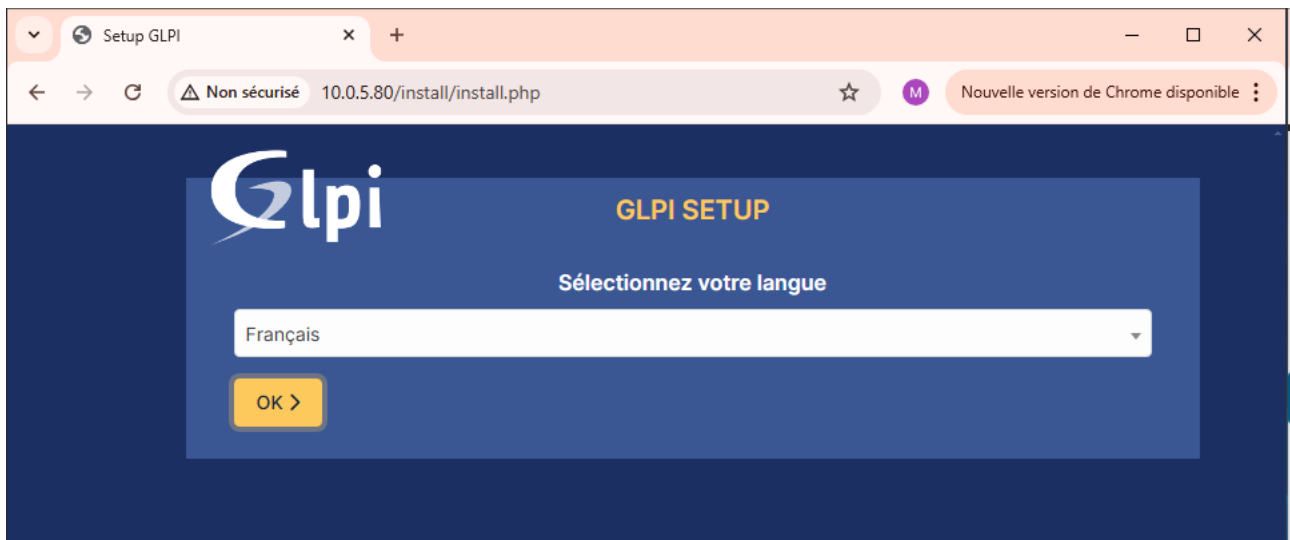 Setup GLPI
Non sécurisé 10.0.5.80/install/install.php
M
Nouvelle version de Chrome disponible
Glpi
GLPI SETUP
Sélectionnez votre langue
Français
OK